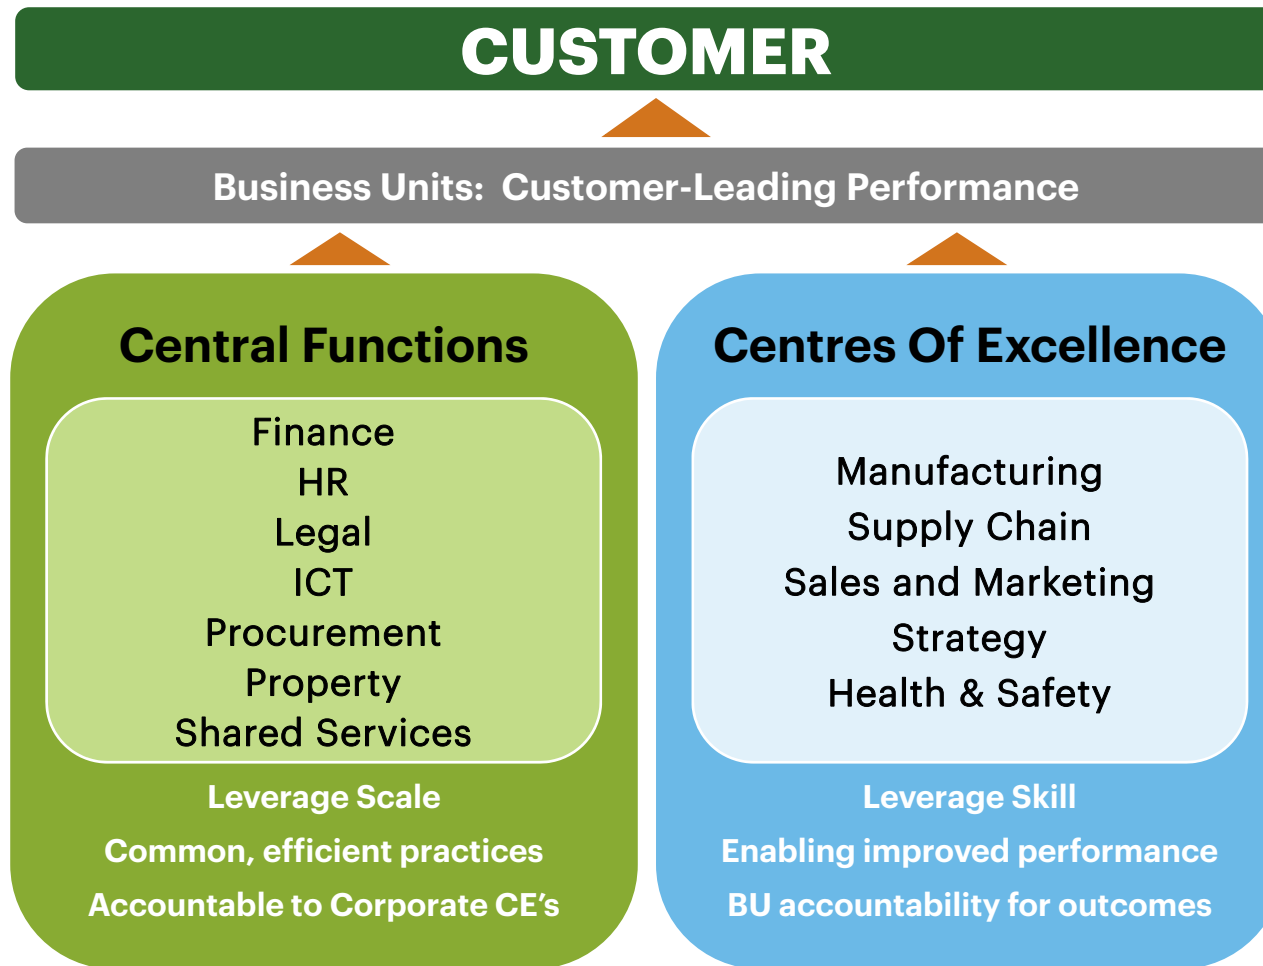 CUSTOMER
Business Units:  Customer-Leading Performance
Central Functions
Finance
HR
Legal
ICT
Procurement
Property
Shared Services
Leverage Scale
Common, efficient practices
Accountable to Corporate CE’s
Centres Of Excellence
Manufacturing
Supply Chain
Sales and Marketing
Strategy
Health & Safety
Leverage Skill
Enabling improved performance
BU accountability for outcomes